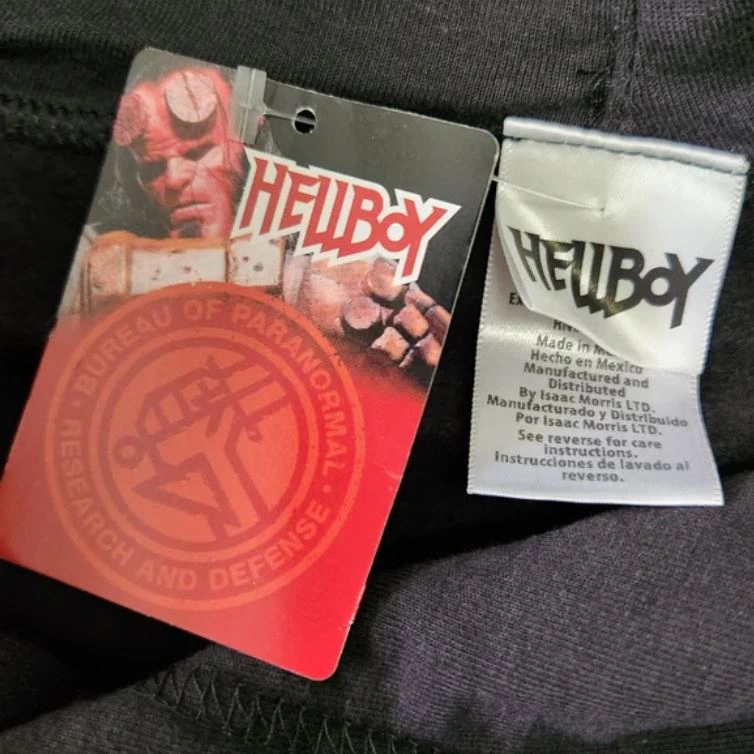 HELLBOY
BUREAU OF PARANORMAL
RESEARCH AND DEFENSE
HELLBOY
Made in
Hecho en Mexico
Manufactured and
Distributed
By Isaac Morris LTD.
Manufacturado y Distribuido
Por Isaac Morris LTD.
See reverse for care
instructions.
Instrucciones de lavado al
reverso.